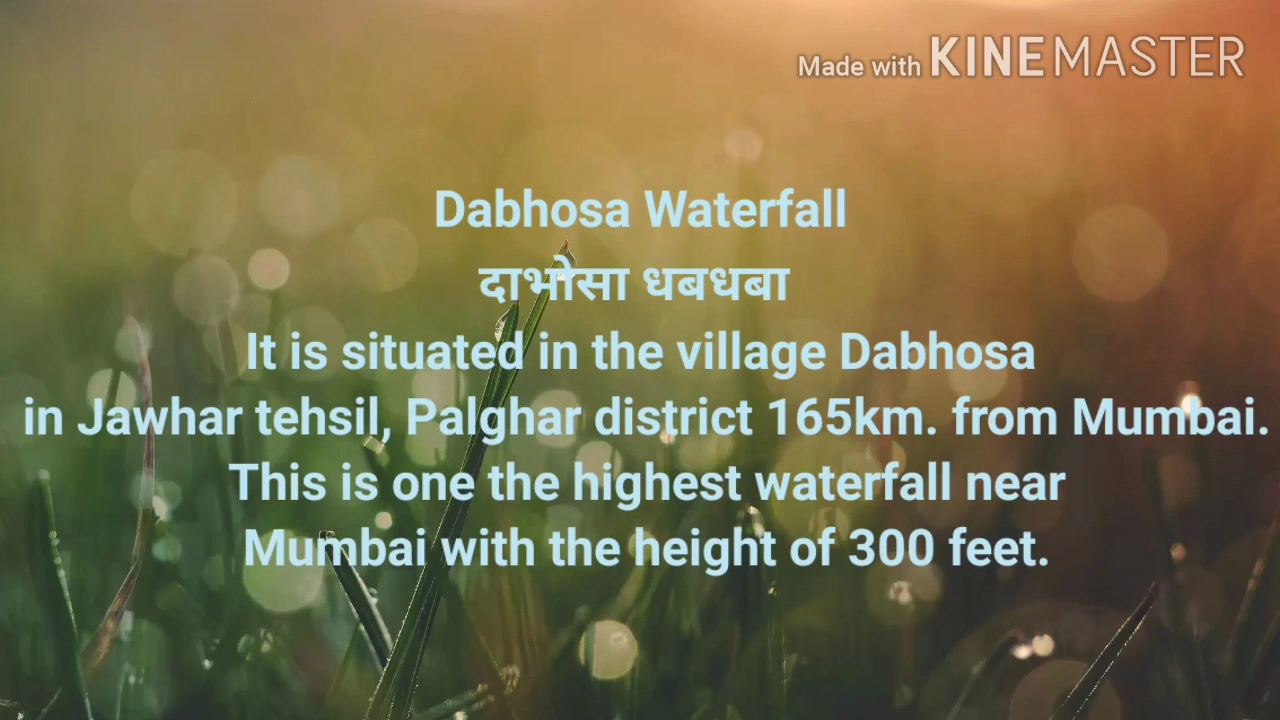 Made with KINEMASTER
Dabhosa Waterfall
दाभोसा धबधबा
It is situated in the village Dabhosa
in Jawhar tehsil, Palghar district 165km. from Mumbai.
This is one the highest waterfall near
Mumbai with the height of 300 feet.